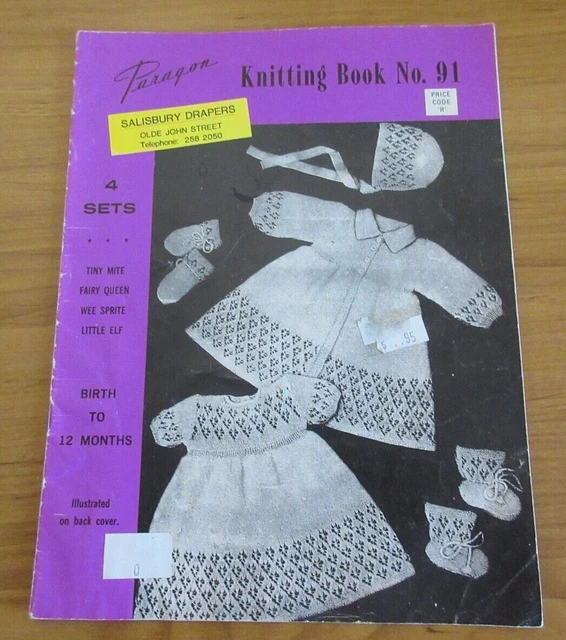 Paragon Knitting Book No. 91
PRICE
CODE
'R'
SALISBURY DRAPERS
OLDE JOHN STREET
Telephone: 258 2050
4
SETS
* * *
TINY MITE
FAIRY QUEEN
WEE SPRITE
LITTLE ELF
BIRTH
TO
12 MONTHS
Illustrated
on back cover.